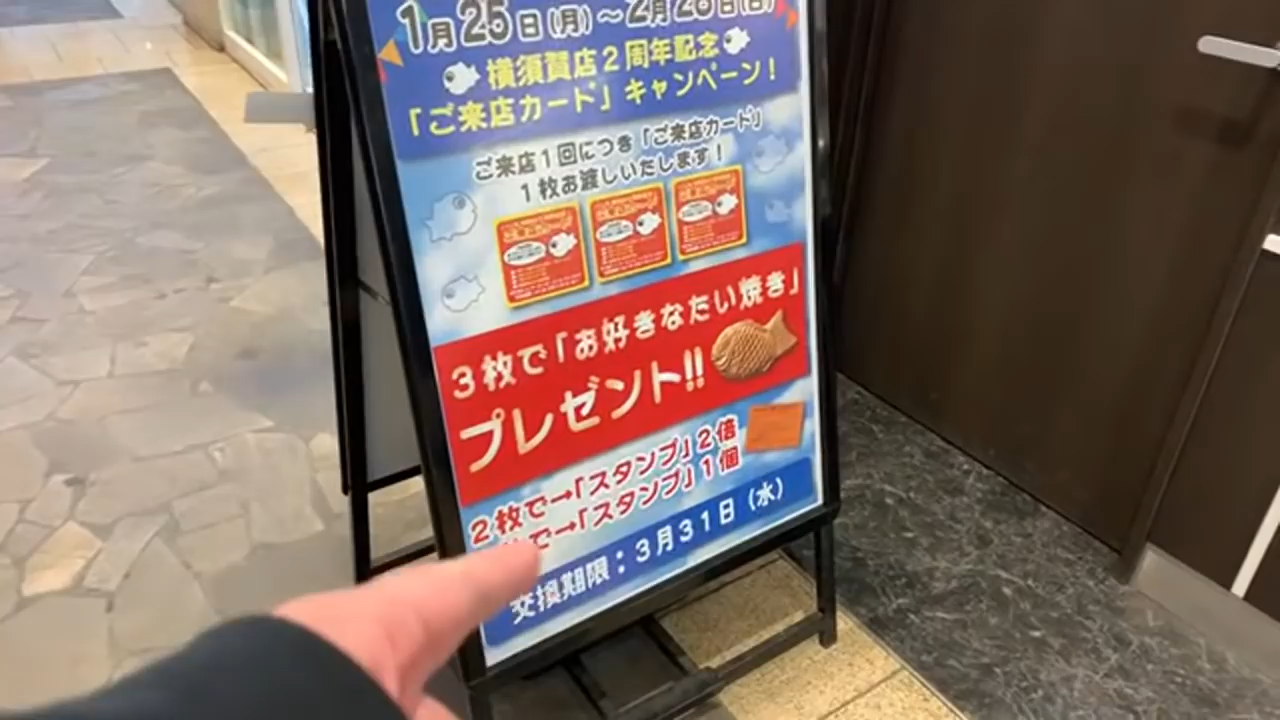 1月25日(月)～2月28日(日)
横須賀店2周年記念
「ご来店カード」キャンペーン！
ご来店1回につき「ご来店カード」
1枚お渡しいたします！
3枚で「お好きなたい焼き」
プレゼント!!
2枚で→「スタンプ」2倍
で→「スタンプ」1個
交換期限：3月31日（水）